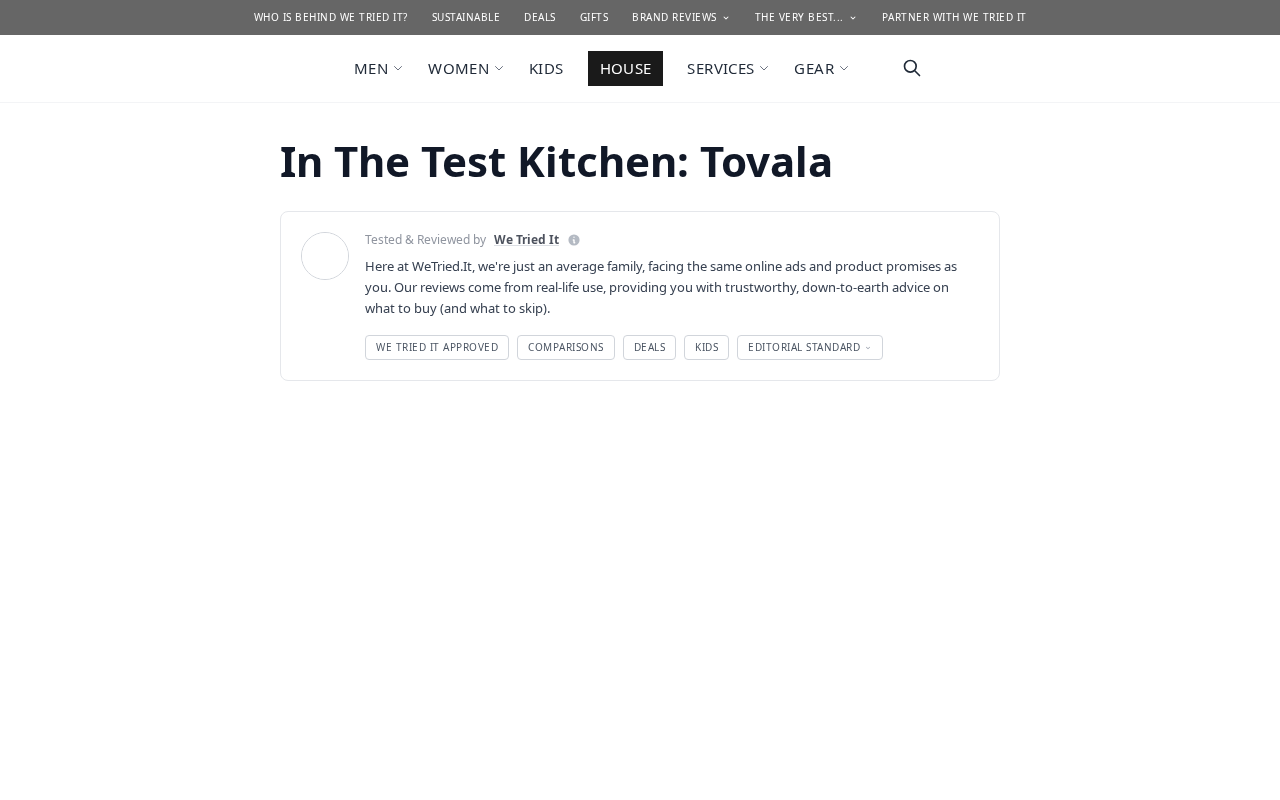 WHO IS BEHIND WE TRIED IT? SUSTAINABLE DEALS GIFTS BRAND REVIEWS THE VERY BEST... PARTNER WITH WE TRIED IT
MEN WOMEN KIDS HOUSE SERVICES GEAR
In The Test Kitchen: Tovala
Tested & Reviewed by We Tried It
Here at WeTried.It, we're just an average family, facing the same online ads and product promises as
you. Our reviews come from real-life use, providing you with trustworthy, down-to-earth advice on
what to buy (and what to skip).
WE TRIED IT APPROVED COMPARISONS DEALS KIDS EDITORIAL STANDARD